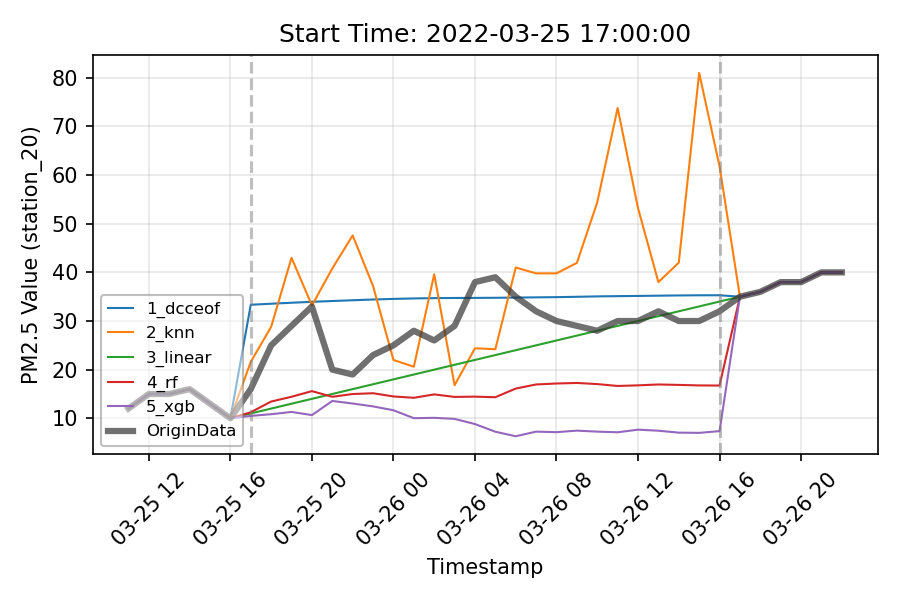 Start Time: 2022-03-25 17:00:00
PM2.5 Value (station_20)
80
70
60
50
40
30
20
10
1_dcceof
2_knn
3_linear
4_rf
5_xgb
OriginData
03-25 12
03-25 16
03-25 20
03-26 00
03-26 04
03-26 08
03-26 12
03-26 16
03-26 20
Timestamp